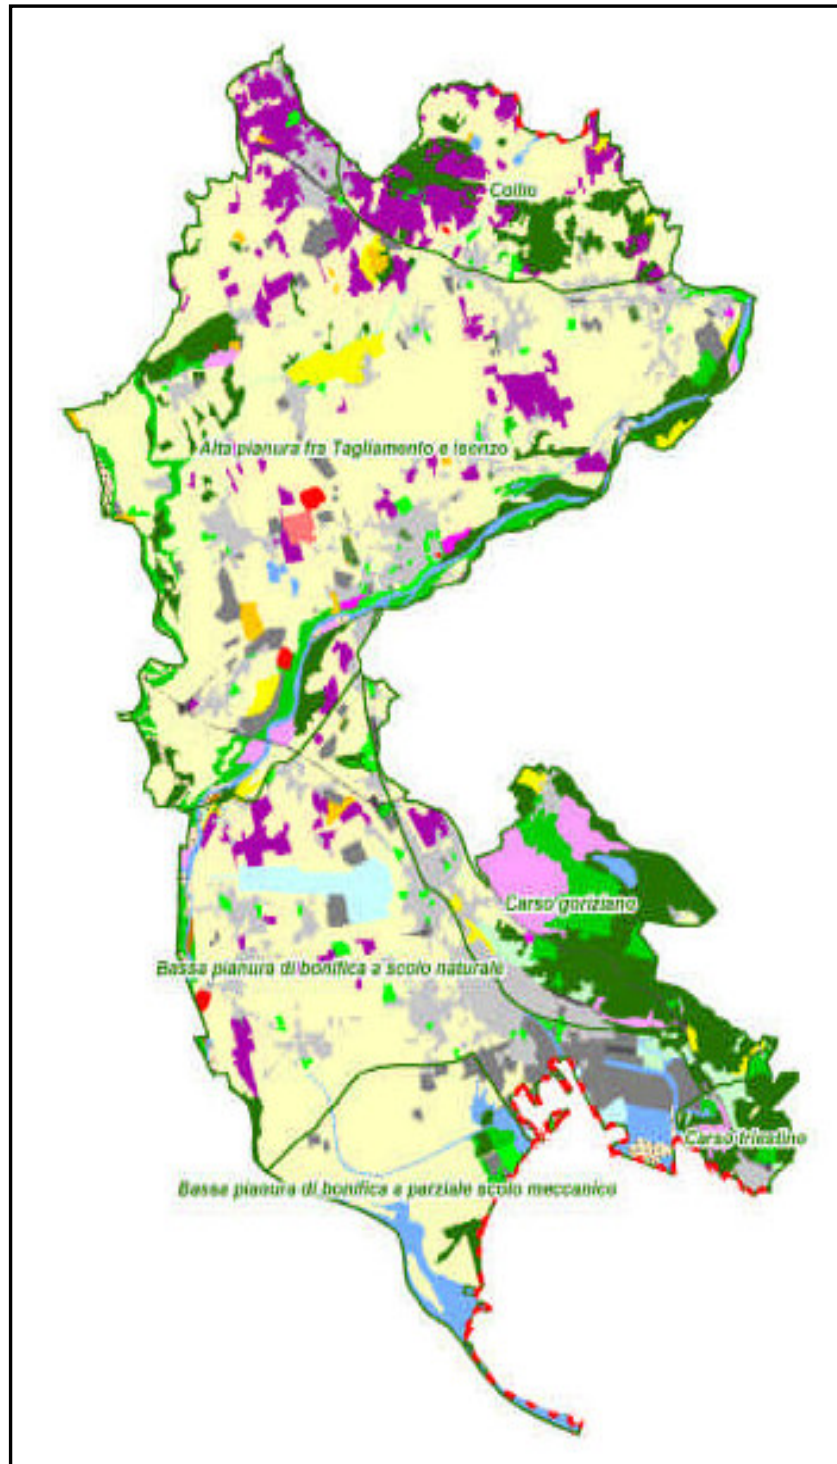 Collio
Alta pianura fra Tagliamento e Isonzo
Carso goriziano
Bassa pianura di bonifica a scolo naturale
Carso triestino
Bassa pianura di bonifica a parziale scolo meccanico